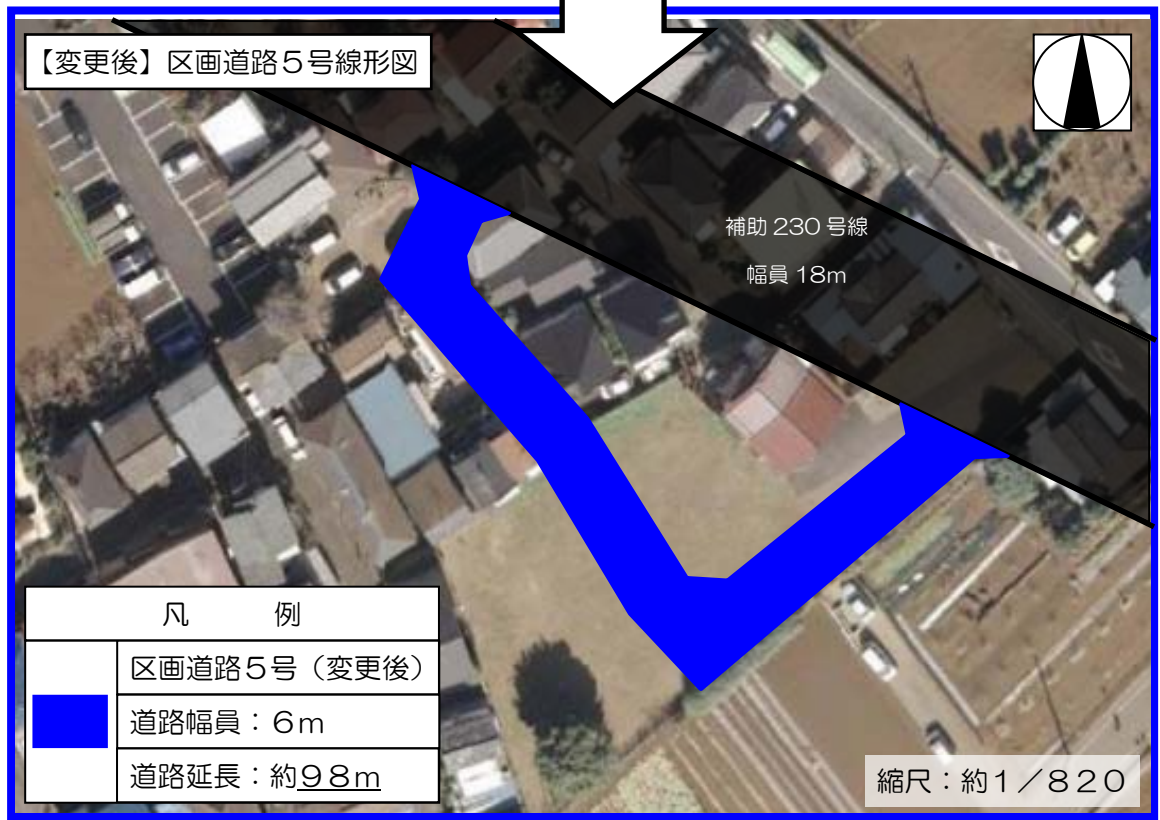 【変更後】区画道路５号線形図
補助 230 号線
幅員 18m
凡　例
区画道路５号（変更後）
道路幅員：６ｍ
道路延長：約９８ｍ
縮尺：約１／８２０